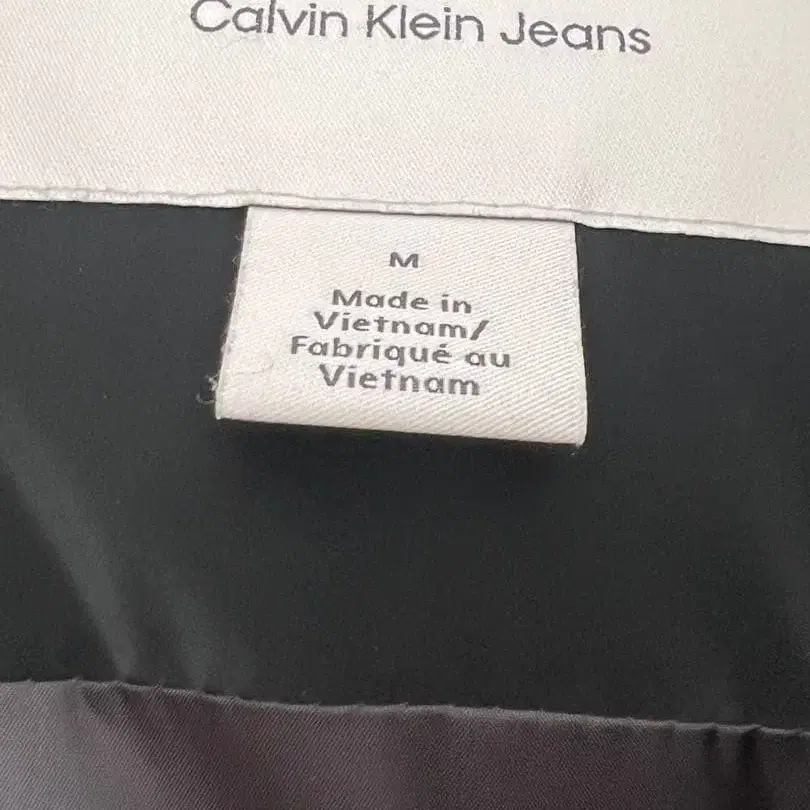 Calvin Klein Jeans
M
Made in
Vietnam/
Fabriqué au
Vietnam